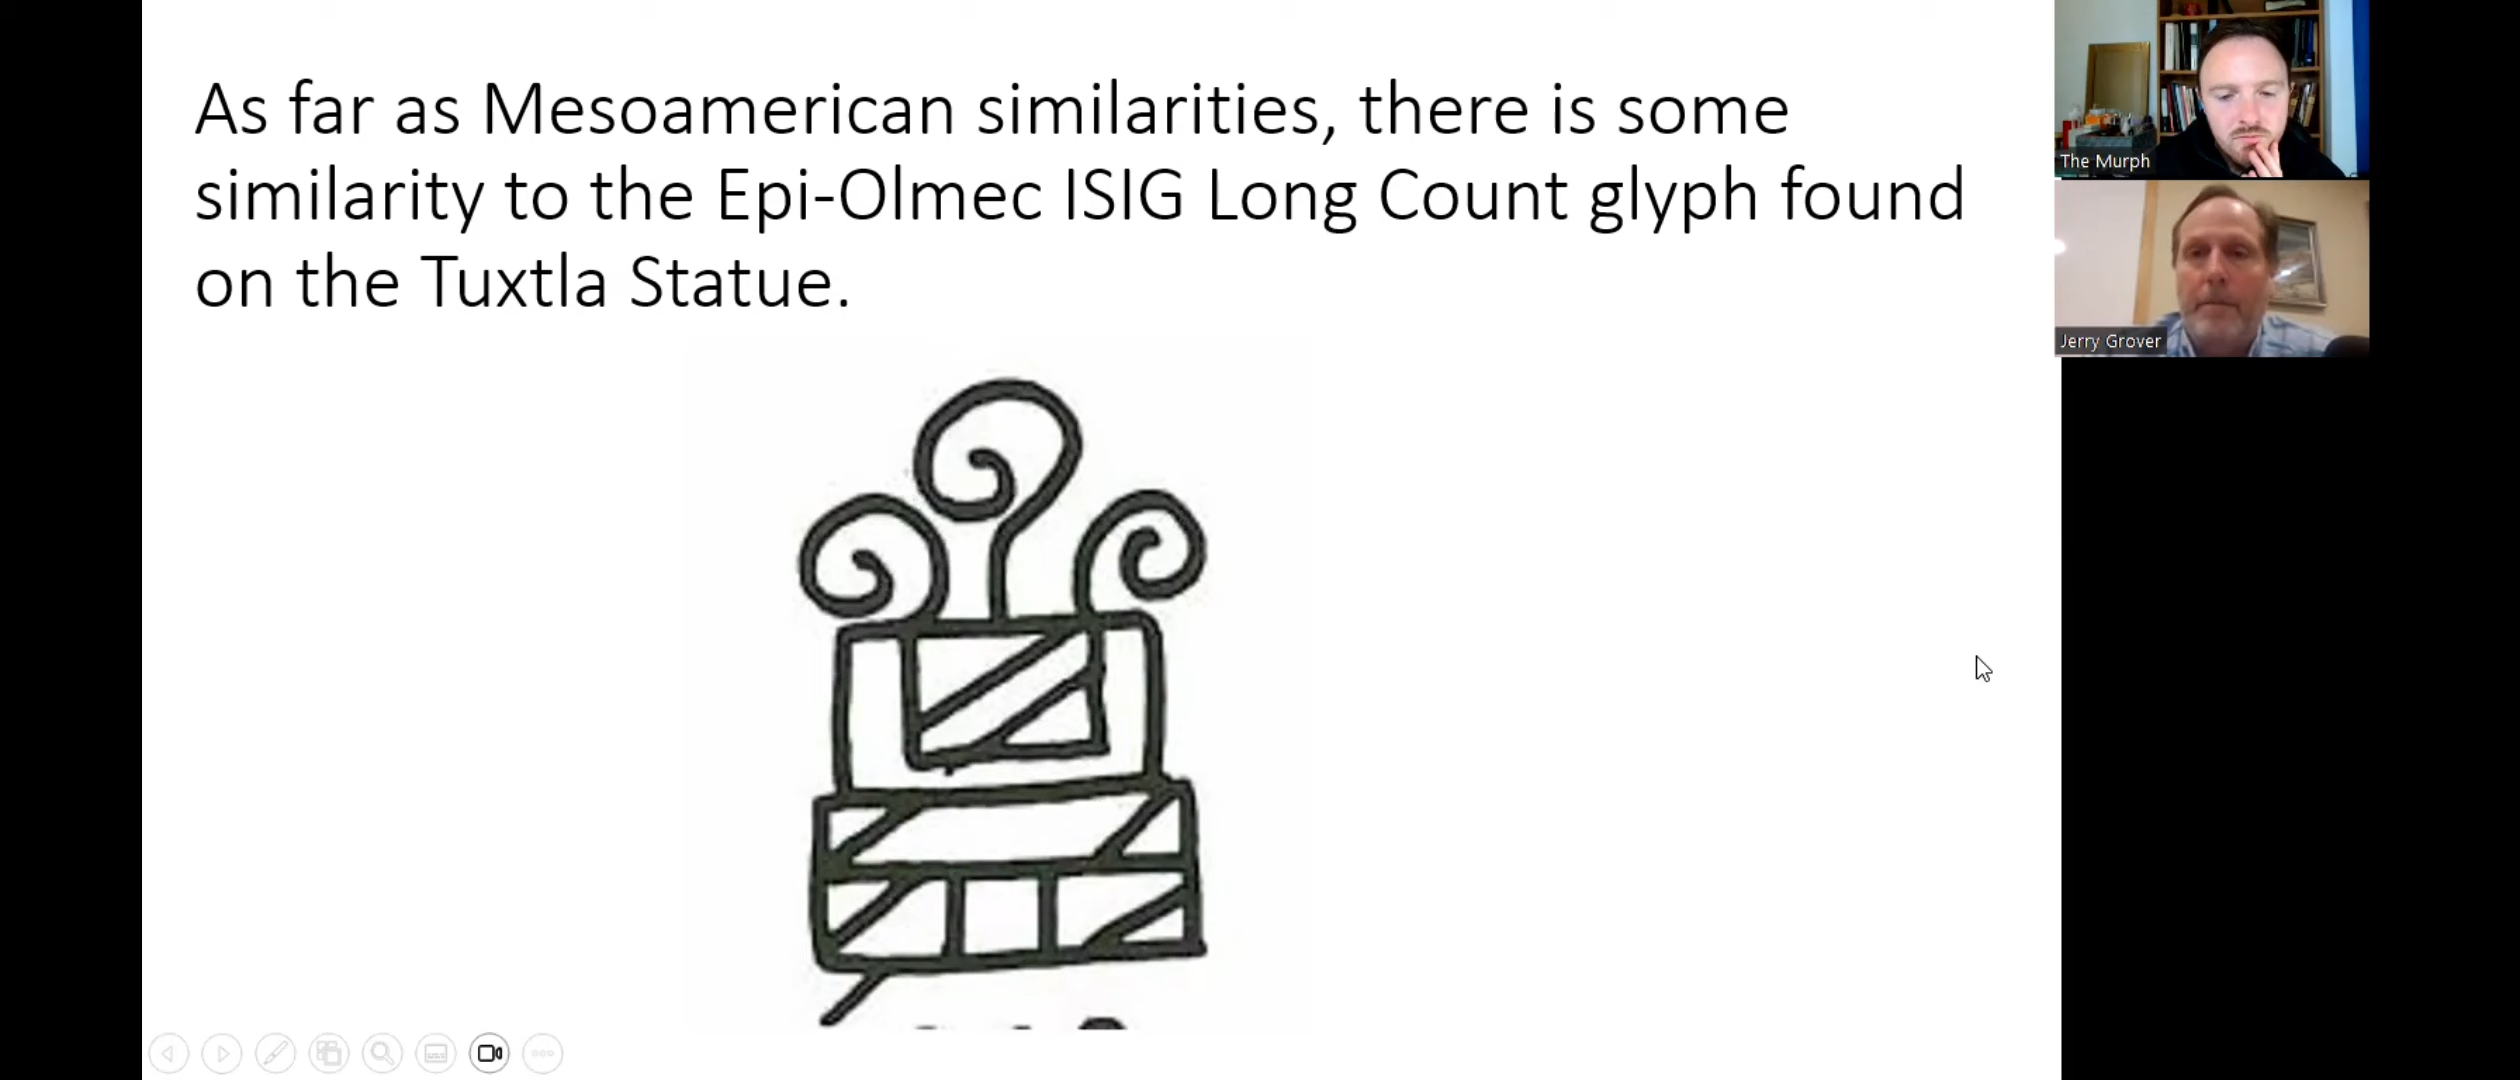 As far as Mesoamerican similarities, there is some
similarity to the Epi-Olmec ISIG Long Count glyph found
on the Tuxtla Statue.
The Murph
Jerry Grover